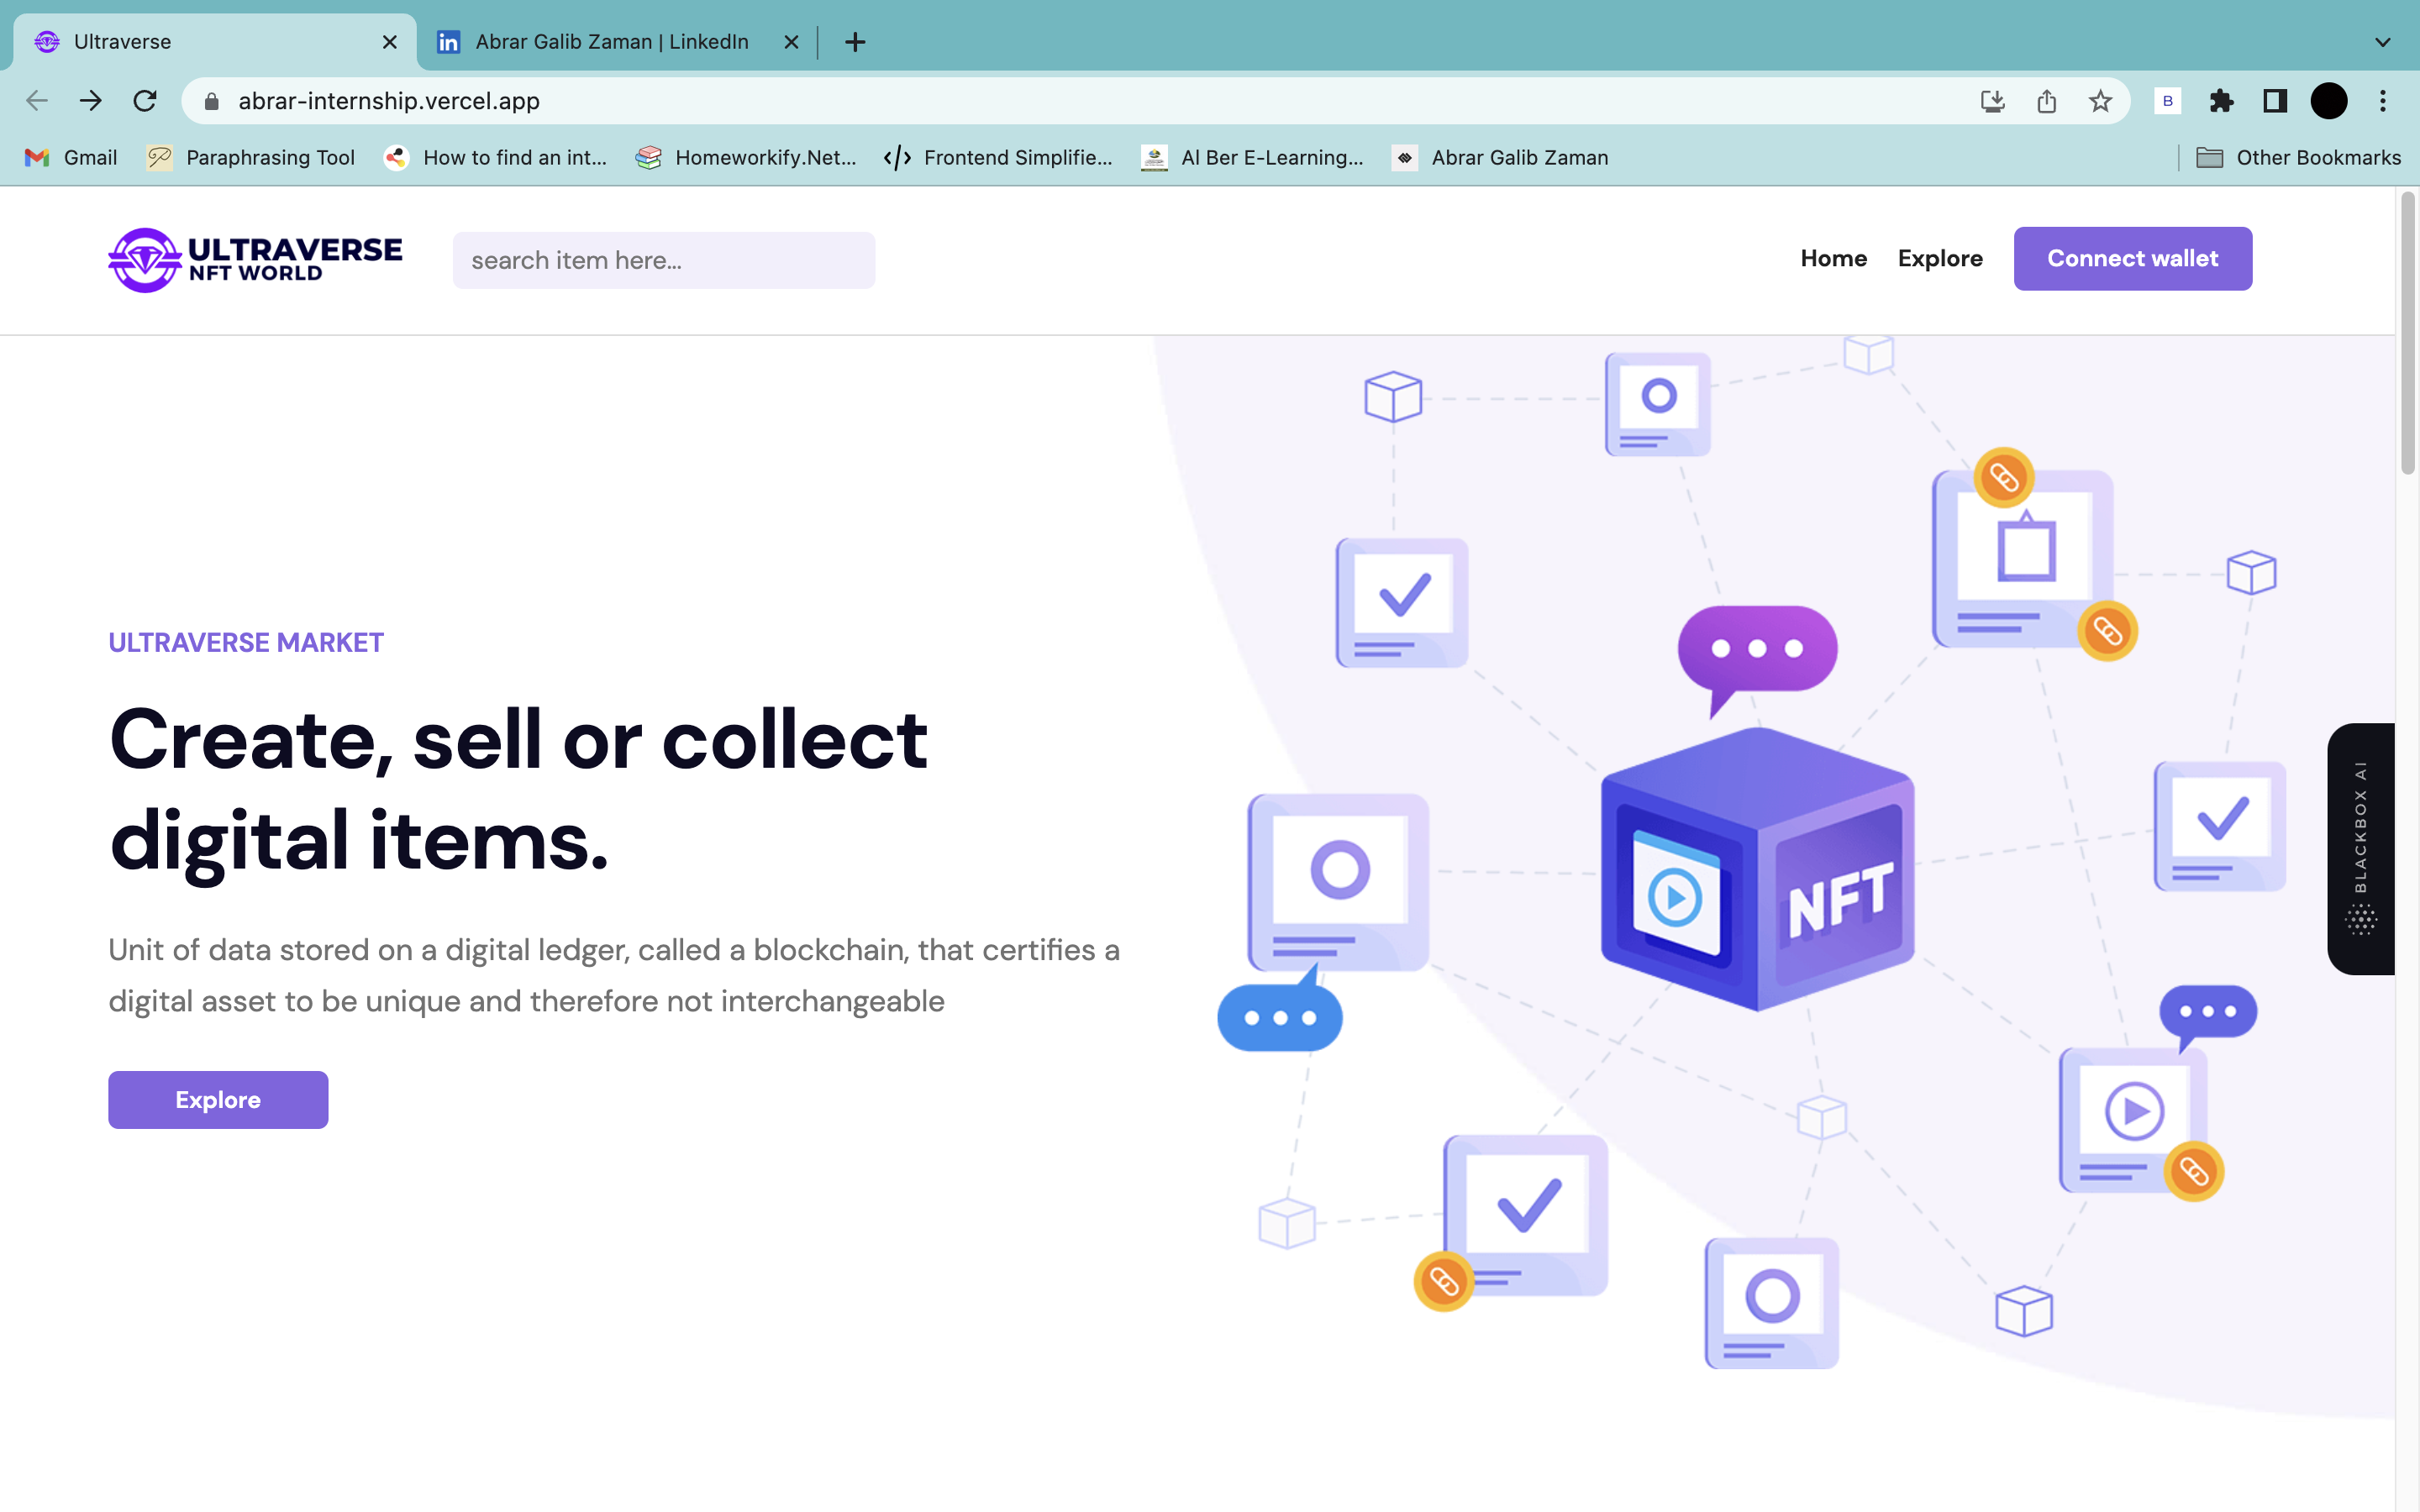 Ultraverse
Abrar Galib Zaman | LinkedIn
abrar-internship.vercel.app
B
Gmail
Paraphrasing Tool
How to find an int...
Homeworkify.Net...
Frontend Simplifie...
Al Ber E-Learning...
Abrar Galib Zaman
Other Bookmarks
ULTRAVERSE
NFT WORLD
search item here...
Home
Explore
Connect wallet
ULTRAVERSE MARKET
Create, sell or collect
digital items.
Unit of data stored on a digital ledger, called a blockchain, that certifies a
digital asset to be unique and therefore not interchangeable
Explore
NFT
BLACKBOX AI